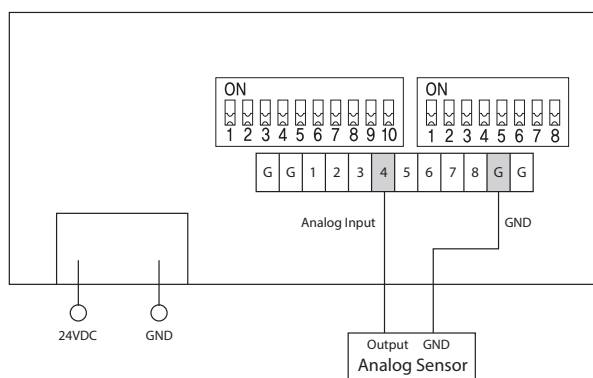 ON
1 2 3 4 5 6 7 8 9 10
ON
1 2 3 4 5 6 7 8
G G 1 2 3 4 5 6 7 8 G G
Analog Input
GND
24VDC
GND
Output GND
Analog Sensor